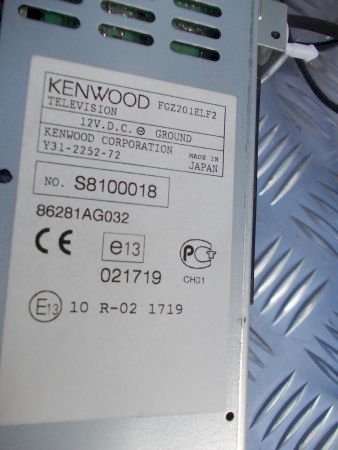 KENWOOD FGZ201ELF2
TELEVISION
12V.D.C. ⊖ GROUND
KENWOOD CORPORATION
Y31-2252-72 MADE IN JAPAN
NO. S8100018
86281AG032
CE e13 PCT
021719 CH01
E13 10 R-02 1719